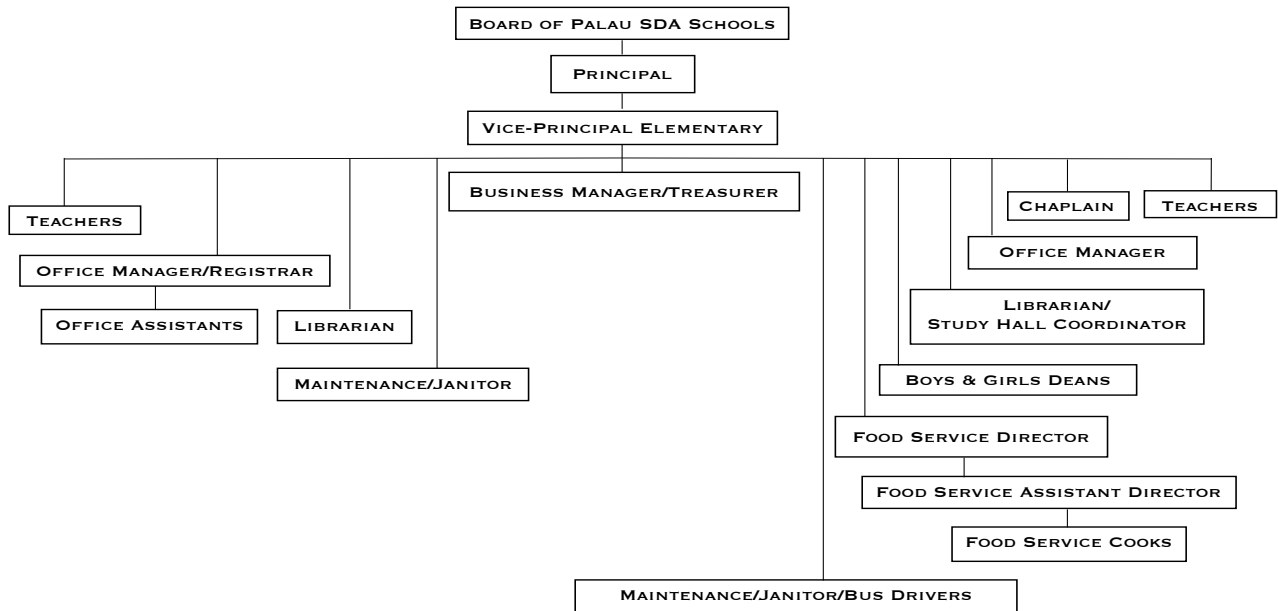 Board of Palau SDA Schools
Principal
Vice-Principal Elementary
Business Manager/Treasurer
Teachers
Office Manager/Registrar
Office Assistants
Librarian
Maintenance/Janitor
Chaplain
Teachers
Office Manager
Librarian/
Study Hall Coordinator
Boys & Girls Deans
Food Service Director
Food Service Assistant Director
Food Service Cooks
Maintenance/Janitor/Bus Drivers